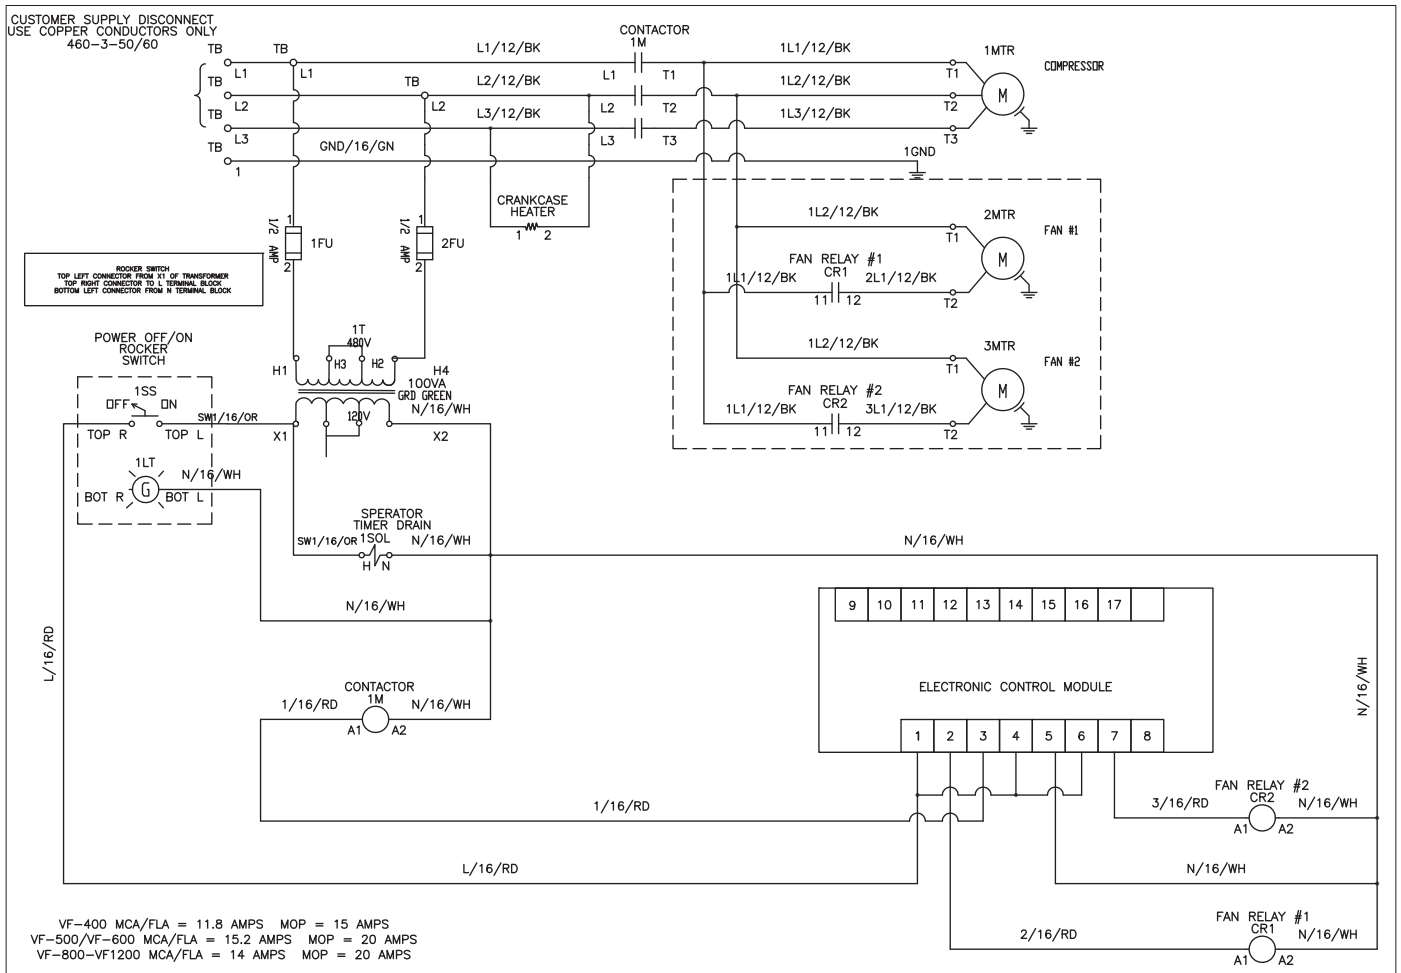 CUSTOMER SUPPLY DISCONNECT
USE COPPER CONDUCTORS ONLY
460-3-50/60
TB
L1
TB
L1
L1/12/BK
CONTACTOR
1M
L1
T1
1L1/12/BK
T1
1MTR
COMPRESSOR
M
TB
L2
TB
L2
L2/12/BK
L2
T2
1L2/12/BK
T2
TB
L3
L3/12/BK
L3
T3
1L3/12/BK
T3
TB
1
GND/16/GN
1GND
CRANKCASE
HEATER
1
2
1
1/2 AMP
1FU
2
1
1/2 AMP
2FU
2
1L2/12/BK
T1
2MTR
FAN #1
M
FAN RELAY #1
CR1
1L1/12/BK
11
12
2L1/12/BK
T2
1L2/12/BK
T1
3MTR
FAN #2
M
FAN RELAY #2
CR2
1L1/12/BK
11
12
3L1/12/BK
T2
ROCKER SWITCH
TOP LEFT CONNECTOR FROM X1 OF TRANSFORMER
TOP RIGHT CONNECTOR TO L TERMINAL BLOCK
BOTTOM LEFT CONNECTOR FROM N TERMINAL BLOCK
POWER OFF/ON
ROCKER
SWITCH
1SS
OFF
ON
TOP R
TOP L
SW1/16/OR
1LT
G
BOT R
BOT L
N/16/WH
1T
480V
H1
H3
H2
H4
100VA
GRD GREEN
N/16/WH
120V
X1
X2
SPERATOR
TIMER DRAIN
1SOL
SW1/16/OR
H
N
N/16/WH
N/16/WH
N/16/WH
L/16/RD
CONTACTOR
1M
1/16/RD
A1
A2
N/16/WH
9
10
11
12
13
14
15
16
17
ELECTRONIC CONTROL MODULE
1
2
3
4
5
6
7
8
N/16/WH
1/16/RD
FAN RELAY #2
CR2
3/16/RD
A1
A2
N/16/WH
L/16/RD
N/16/WH
FAN RELAY #1
CR1
2/16/RD
A1
A2
N/16/WH
VF-400 MCA/FLA = 11.8 AMPS MOP = 15 AMPS
VF-500/VF-600 MCA/FLA = 15.2 AMPS MOP = 20 AMPS
VF-800-VF1200 MCA/FLA = 14 AMPS MOP = 20 AMPS